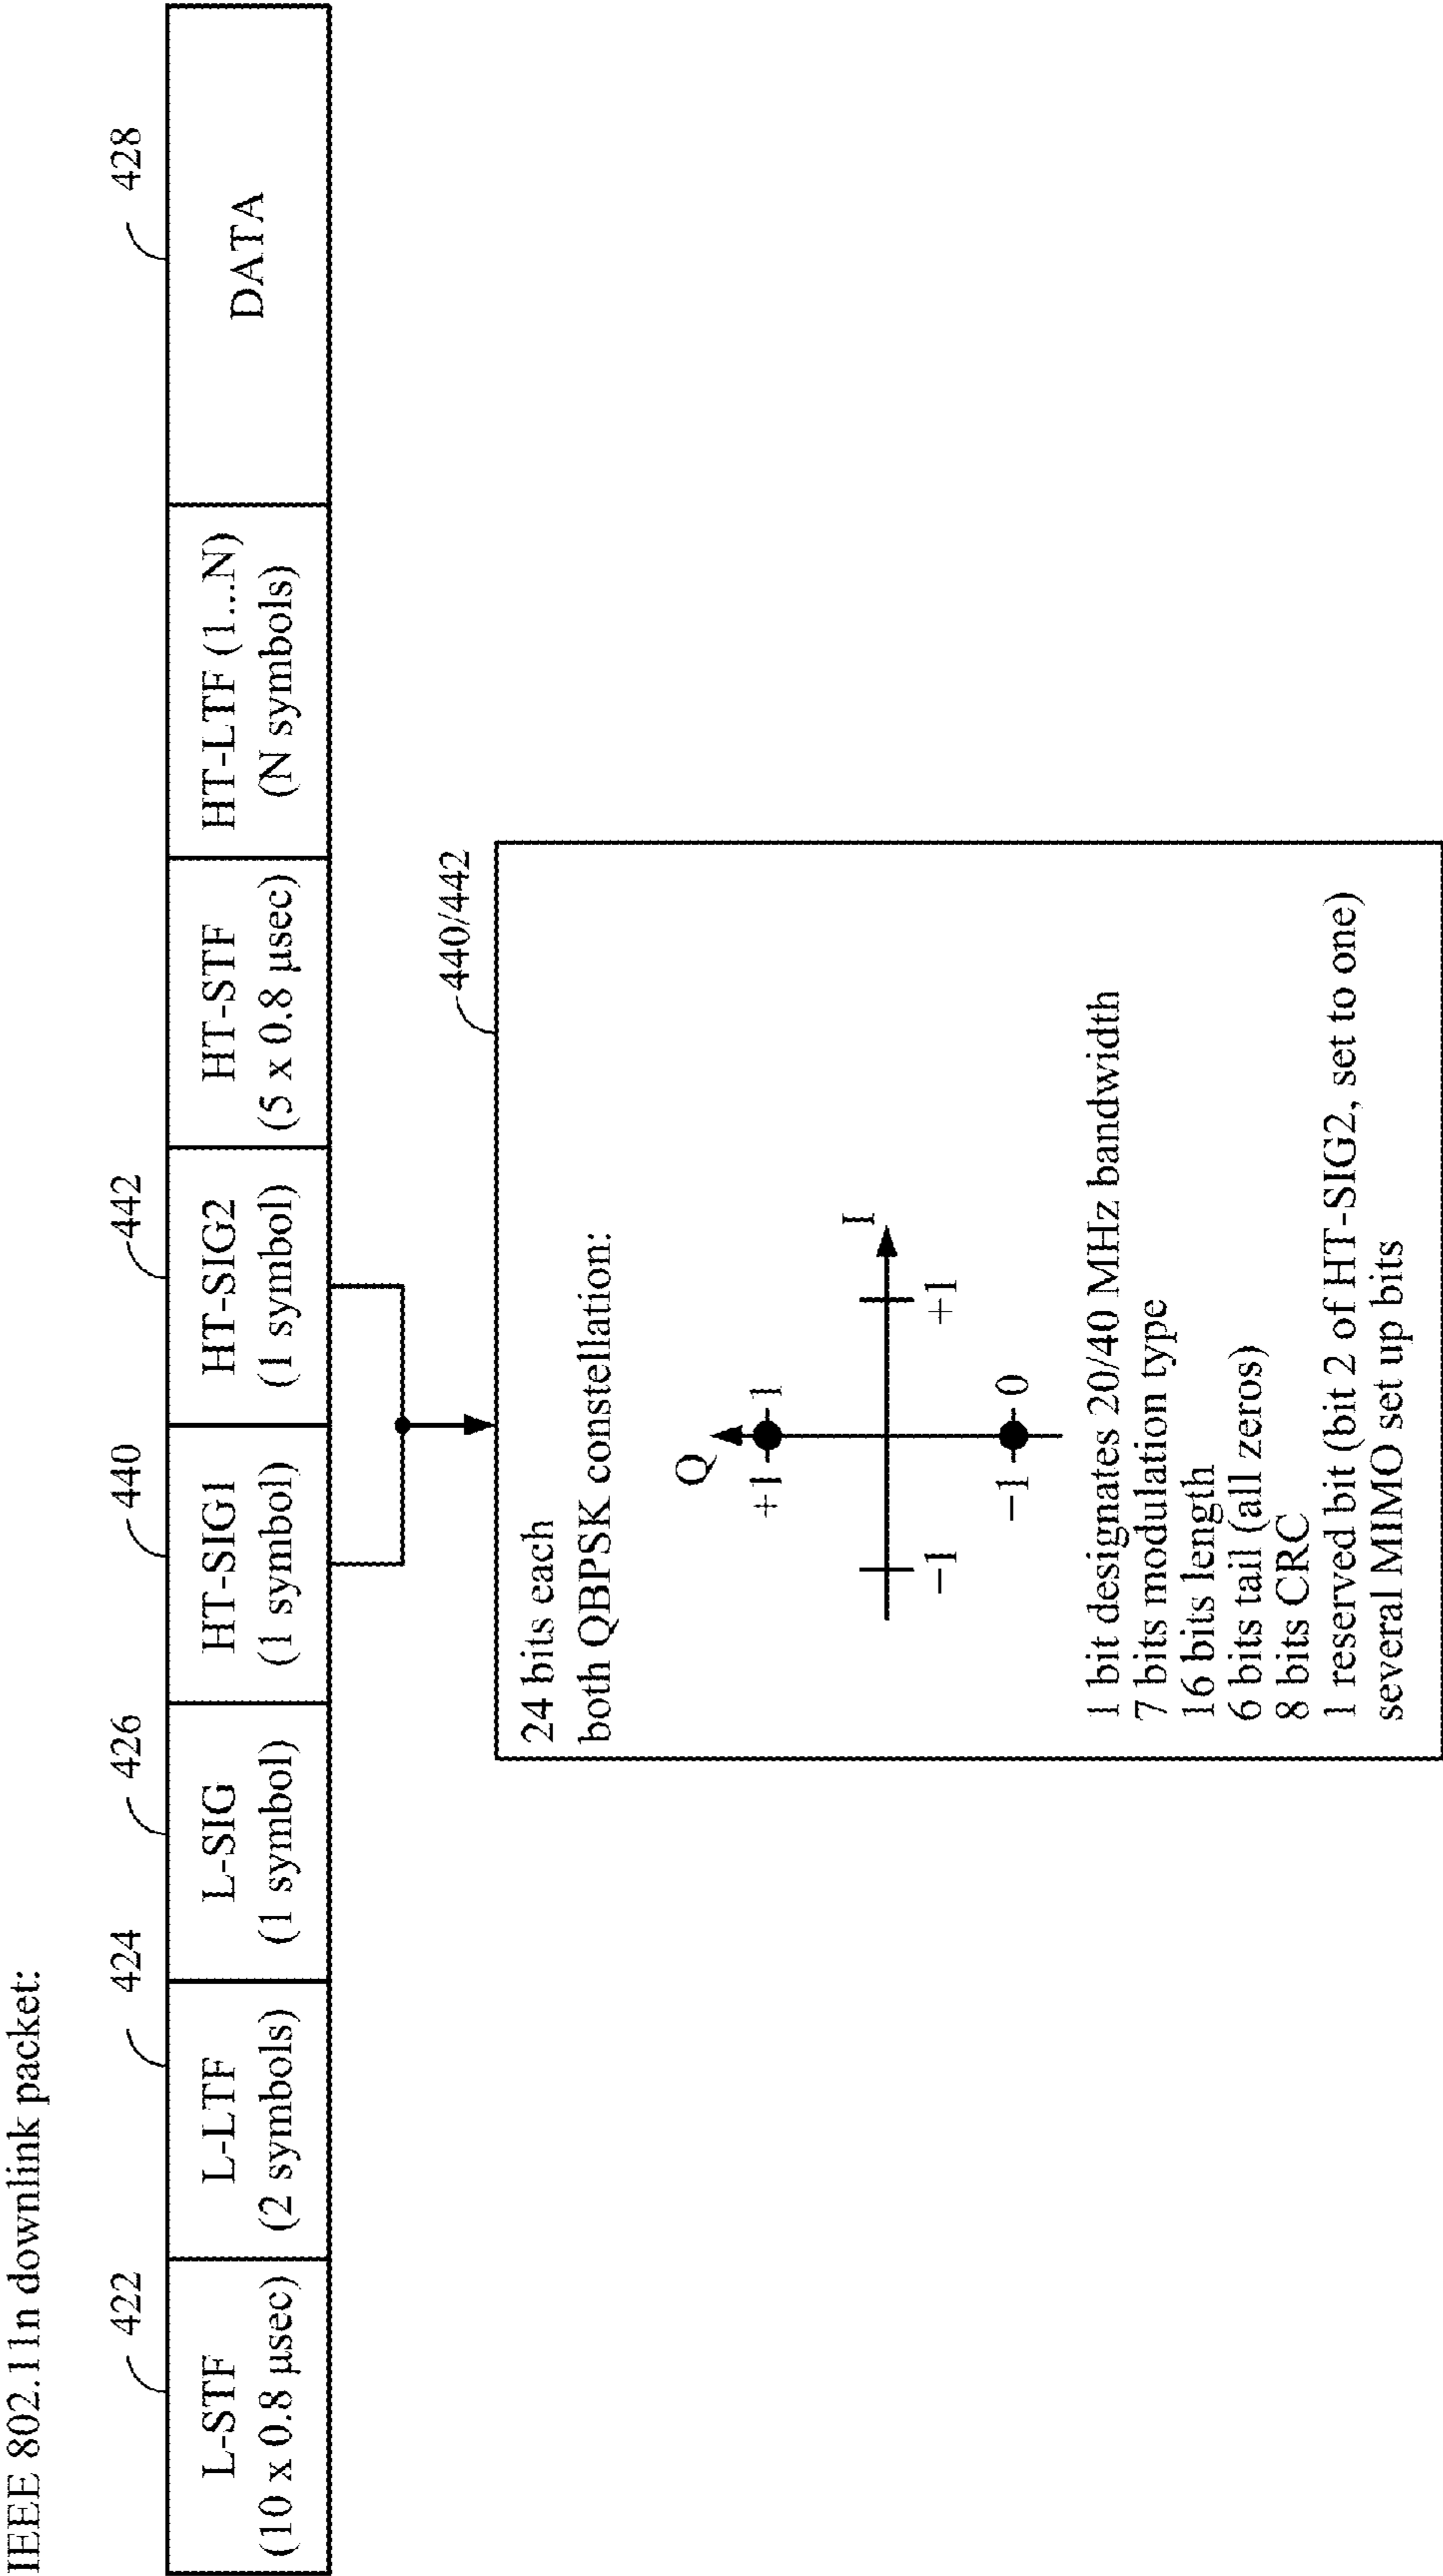 IEEE 802.11n downlink packet:
422
424
426
440
442
428
L-STF
(10 x 0.8 µsec)
L-LTF
(2 symbols)
L-SIG
(1 symbol)
HT-SIG1
(1 symbol)
HT-SIG2
(1 symbol)
HT-STF
(5 x 0.8 µsec)
HT-LTF (1...N)
(N symbols)
DATA
440/442
24 bits each
both QBPSK constellation:
Q
+1
1
I
−1
+1
−1
0
1 bit designates 20/40 MHz bandwidth
7 bits modulation type
16 bits length
6 bits tail (all zeros)
8 bits CRC
1 reserved bit (bit 2 of HT-SIG2, set to one)
several MIMO set up bits